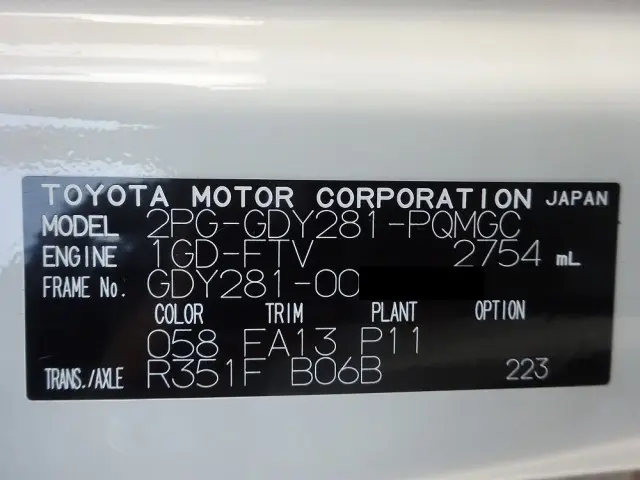 TOYOTA MOTOR CORPORATION JAPAN
MODEL 2PG-GDY281-PQMGC
ENGINE 1GD-FTV 2754 mL
FRAME No. GDY281-00
COLOR TRIM PLANT OPTION
058 FA13 P11
TRANS./AXLE R351F B06B 223